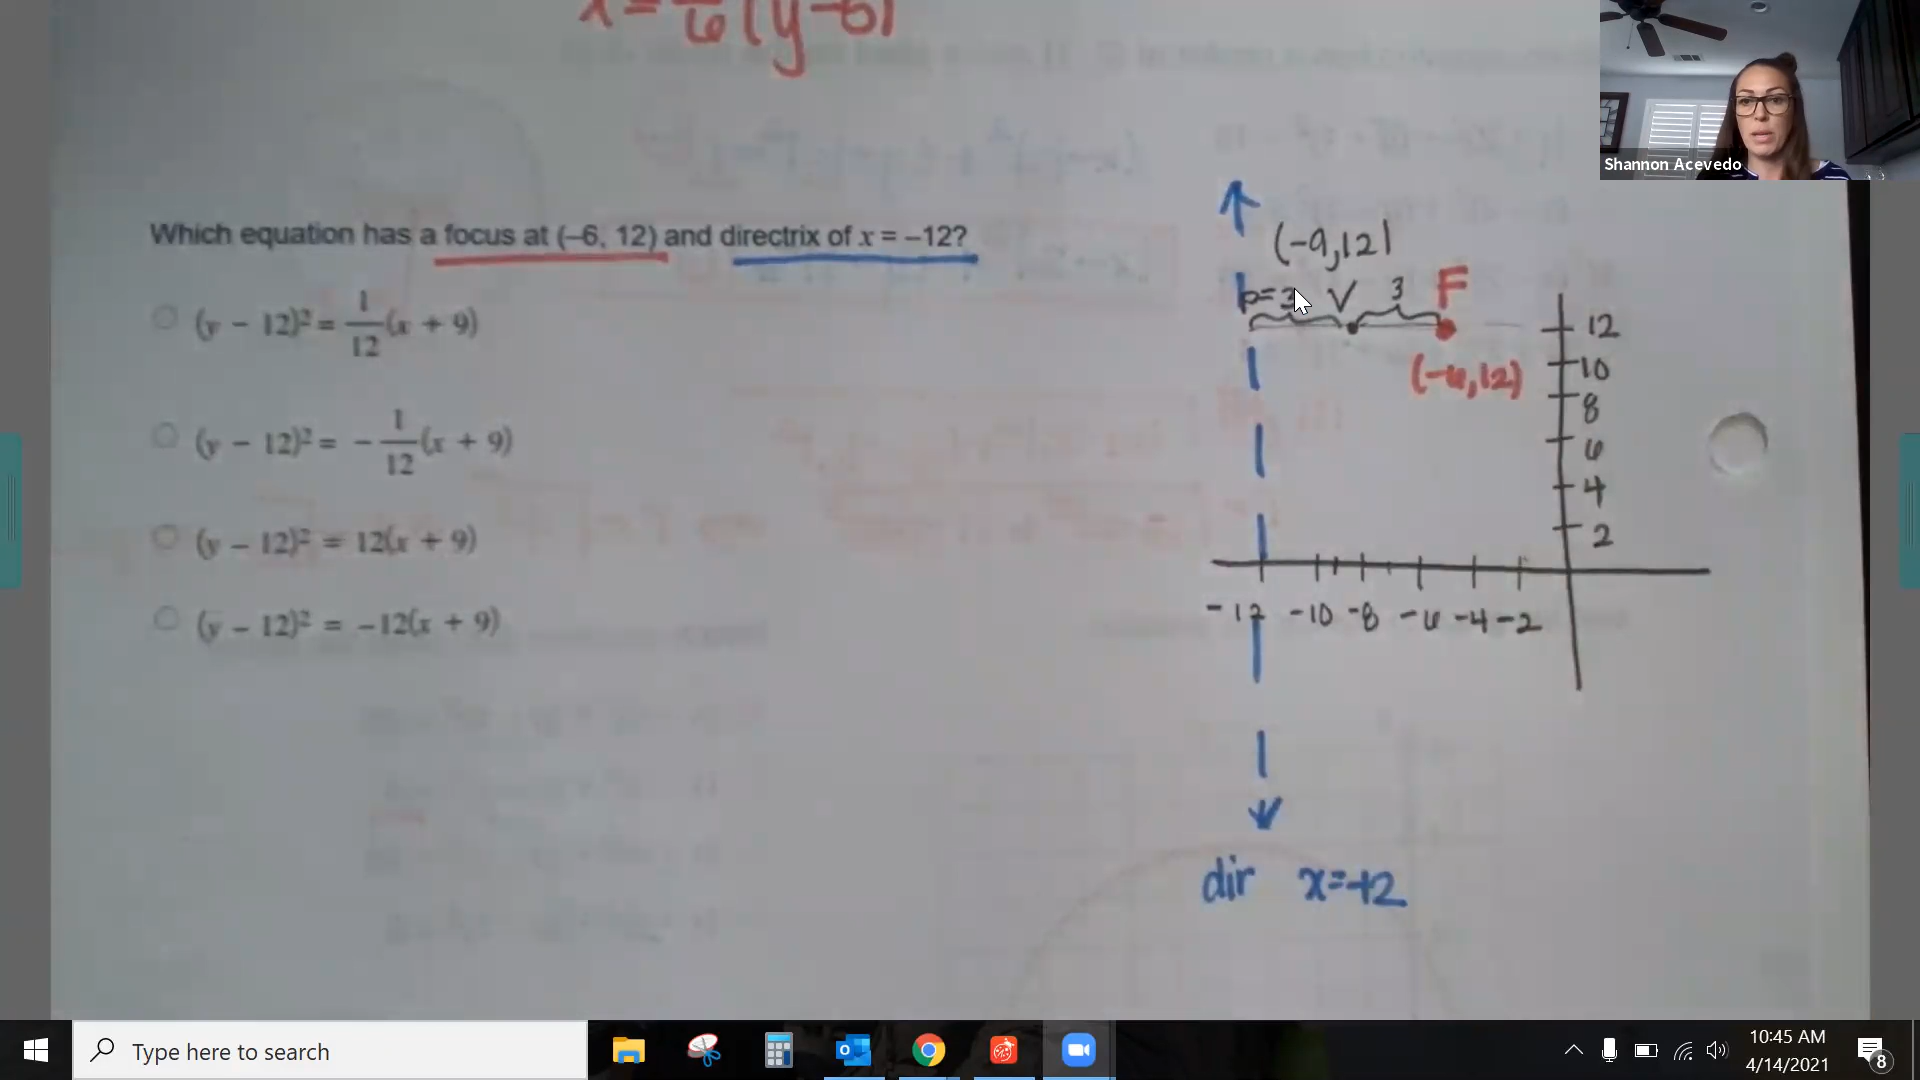 x = 1/6 (y-6)
Shannon Acevedo
Which equation has a focus at (–6, 12) and directrix of x = –12?
(y − 12)² = 1/12 (x + 9)
(y − 12)² = − 1/12 (x + 9)
(y − 12)² = 12(x + 9)
(y − 12)² = −12(x + 9)
(-9,12)
p=3 V 3 F
(-6,12)
12
10
8
6
4
2
-12 -10 -8 -6 -4 -2
dir x=-12
Type here to search
10:45 AM
4/14/2021
8